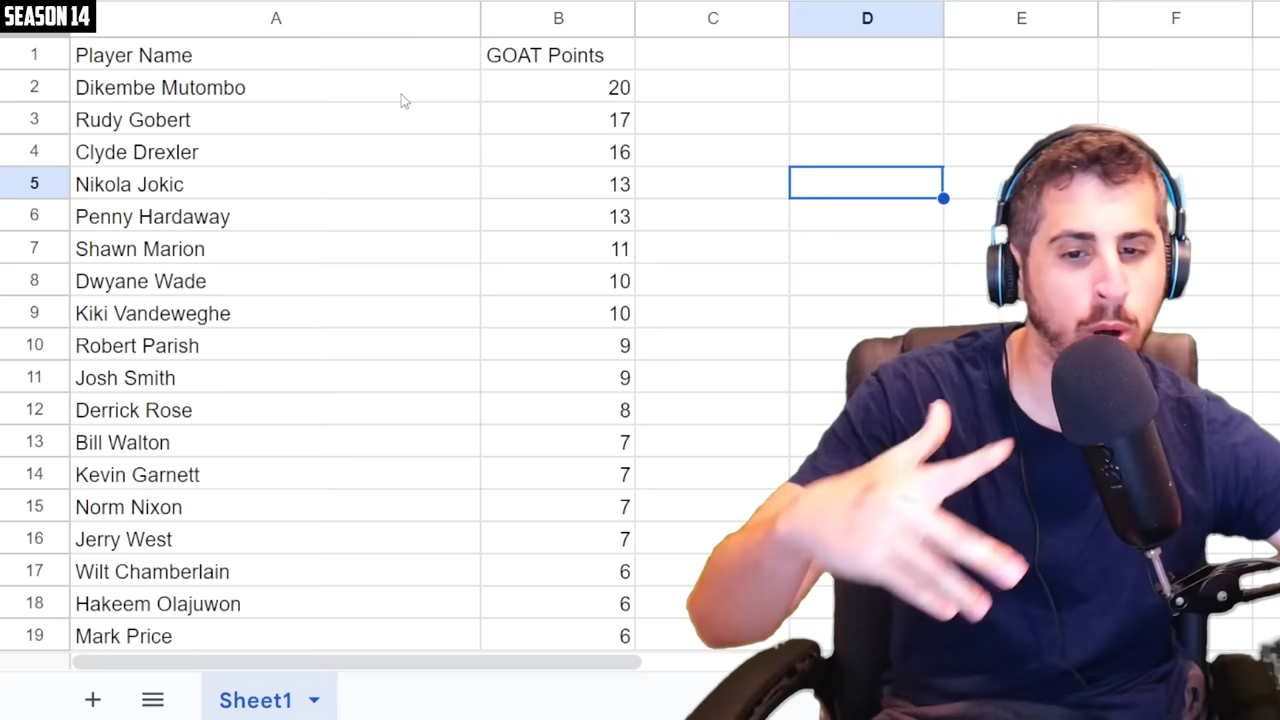 SEASON 14
A B C D E F
1 Player Name GOAT Points
2 Dikembe Mutombo 20
3 Rudy Gobert 17
4 Clyde Drexler 16
5 Nikola Jokic 13
6 Penny Hardaway 13
7 Shawn Marion 11
8 Dwyane Wade 10
9 Kiki Vandeweghe 10
10 Robert Parish 9
11 Josh Smith 9
12 Derrick Rose 8
13 Bill Walton 7
14 Kevin Garnett 7
15 Norm Nixon 7
16 Jerry West 7
17 Wilt Chamberlain 6
18 Hakeem Olajuwon 6
19 Mark Price 6
Sheet1